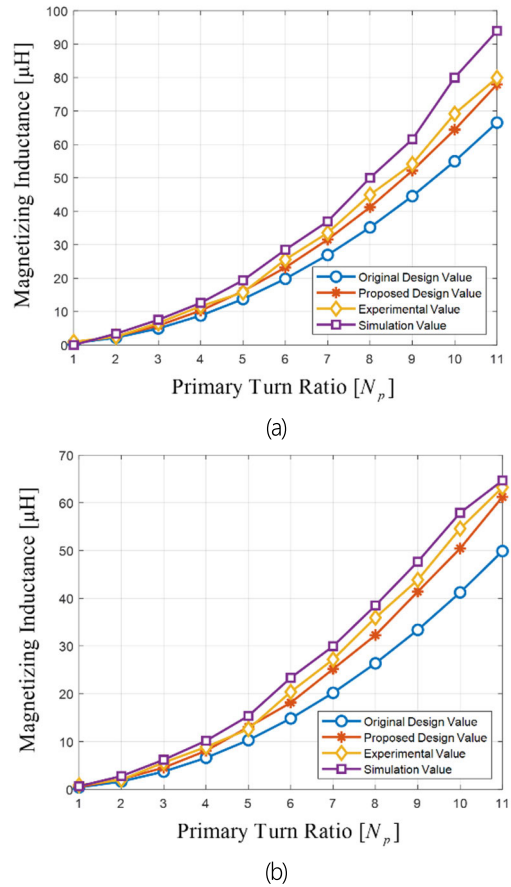 100
90
80
70
60
50
40
30
20
10
0
Magnetizing Inductance [μH]
Original Design Value
Proposed Design Value
Experimental Value
Simulation Value
1 2 3 4 5 6 7 8 9 10 11
Primary Turn Ratio [Np]
(a)
70
60
50
40
30
20
10
0
Magnetizing Inductance [μH]
Original Design Value
Proposed Design Value
Experimental Value
Simulation Value
1 2 3 4 5 6 7 8 9 10 11
Primary Turn Ratio [Np]
(b)